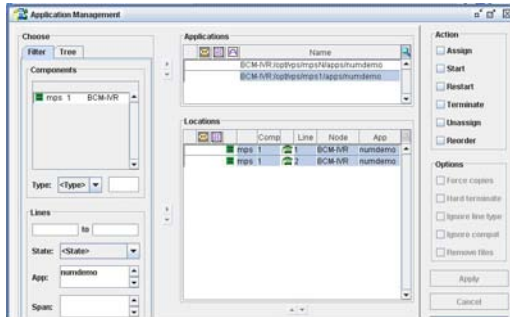 Application Management
Choose
Filter Tree
Components
mps 1 BCM-IVR
Type: <Type>
Lines
to
State: <State>
App: numdemo
Span:
Applications
Name
BCM-IVR:/opt/vps/mpsN/apps/numdemo
BCM-IVR:/opt/vps/mps1/apps/numdemo
Locations
Comp Line Node App
mps 1 1 BCM-IVR numdemo
mps 1 2 BCM-IVR numdemo
Action
Assign
Start
Restart
Terminate
Unassign
Reorder
Options
Force copies
Hard terminate
Ignore line type
Ignore compat
Remove files
Apply
Cancel